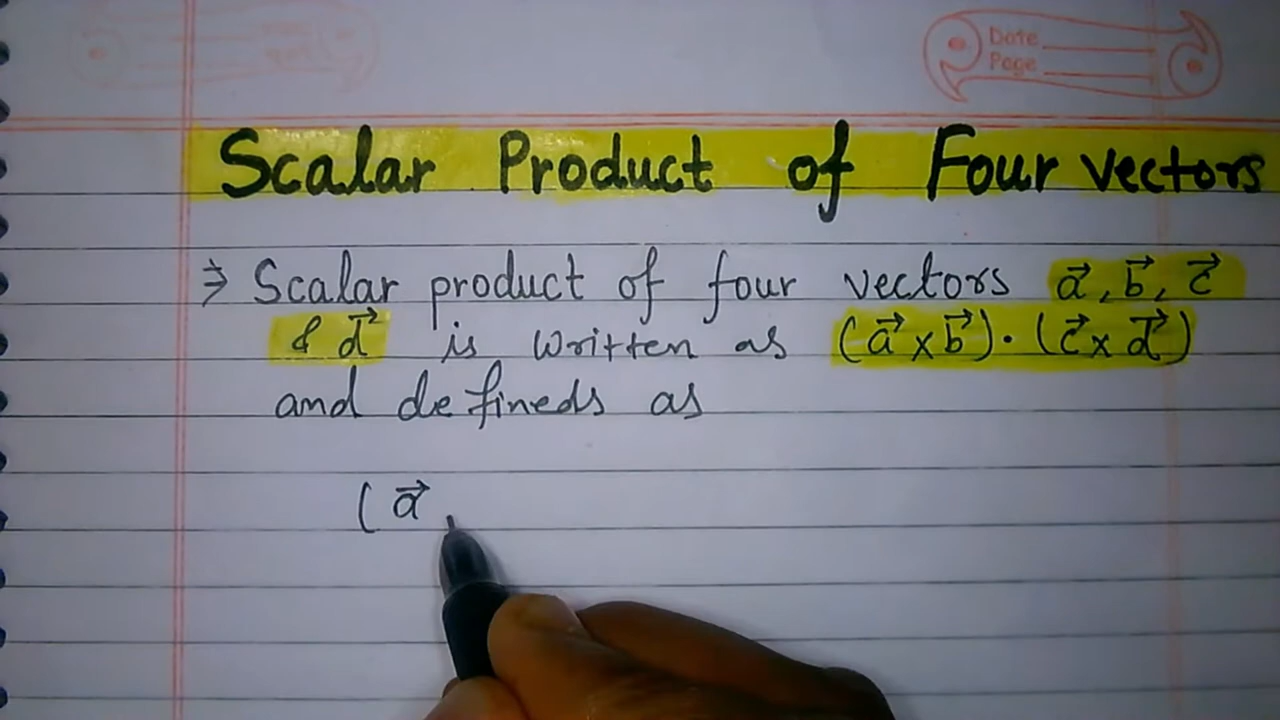 Date
Page
Scalar Product of Four vectors
⇒ Scalar product of four vectors a⃗, b⃗, c⃗
& d⃗ is written as (a⃗ × b⃗) · (c⃗ × d⃗)
and defineds as
( a⃗